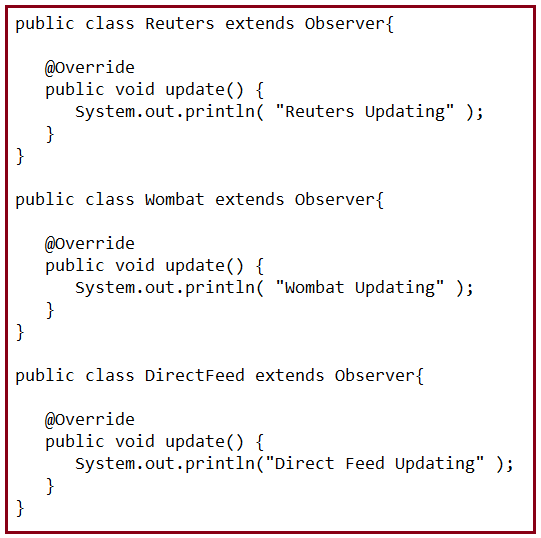 public class Reuters extends Observer{
@Override
public void update() {
System.out.println( "Reuters Updating" );
}
}
public class Wombat extends Observer{
@Override
public void update() {
System.out.println( "Wombat Updating" );
}
}
public class DirectFeed extends Observer{
@Override
public void update() {
System.out.println("Direct Feed Updating" );
}
}